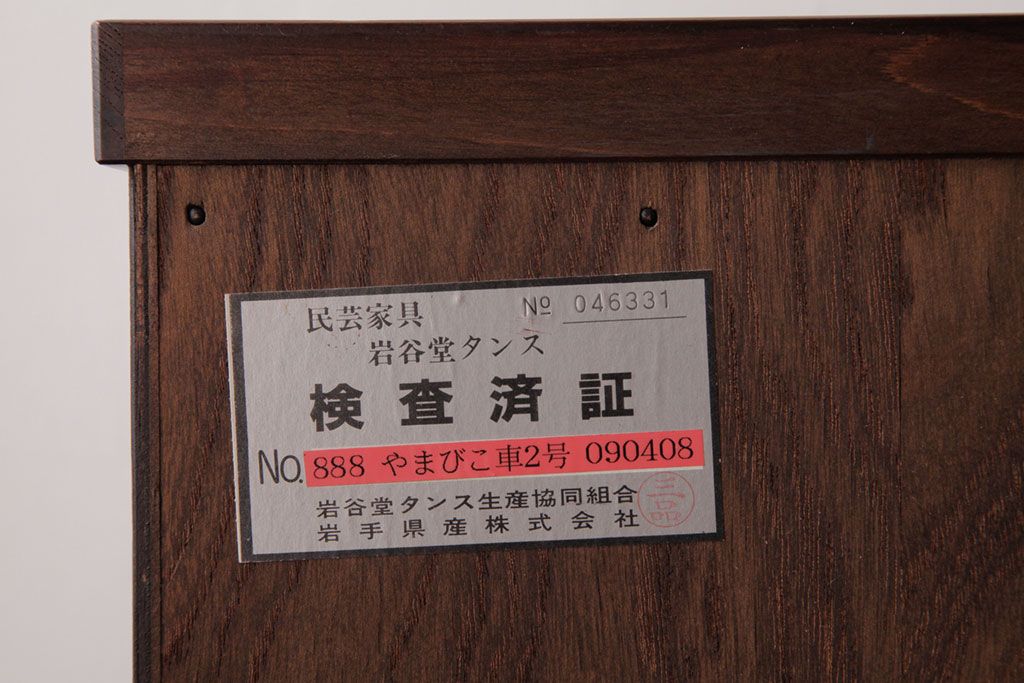 民芸家具 № 046331
岩谷堂タンス
検査済証
No. 888 やまびこ車2号 090408
岩谷堂タンス生産協同組合
岩手県産株式会社